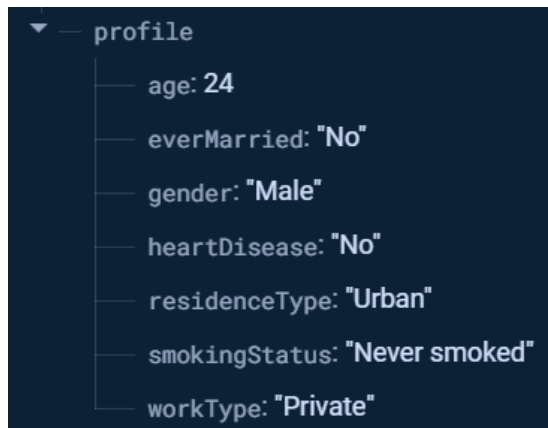 profile
age: 24
everMarried: "No"
gender: "Male"
heartDisease: "No"
residenceType: "Urban"
smokingStatus: "Never smoked"
workType: "Private"